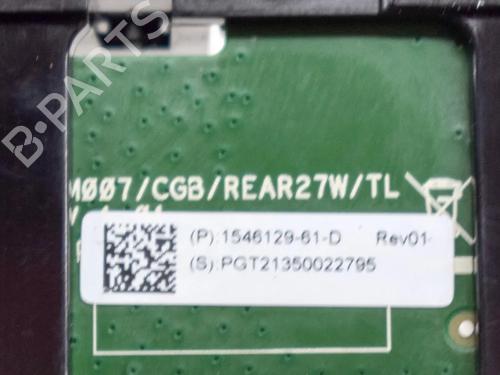 B-PARTS
M007/CGB/REAR27W/TL
(P):1546129-61-D Rev01
(S):PGT21350022795